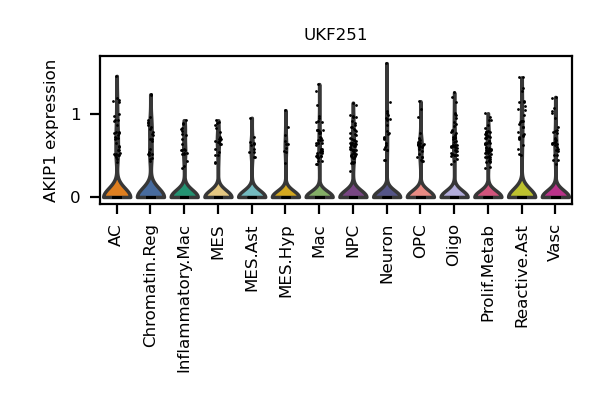 UKF251
AKIP1 expression
1
0
AC
Chromatin.Reg
Inflammatory.Mac
MES
MES.Ast
MES.Hyp
Mac
NPC
Neuron
OPC
Oligo
Prolif.Metab
Reactive.Ast
Vasc